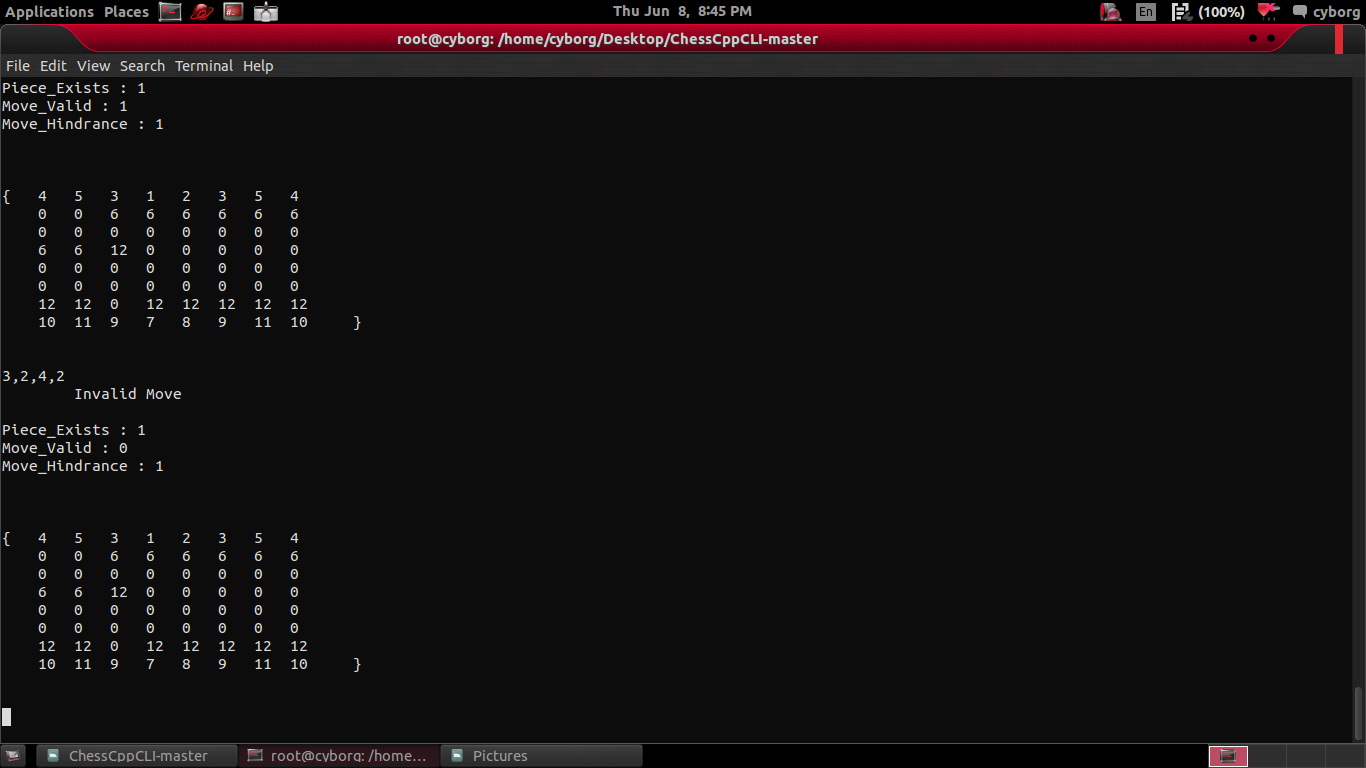 Applications Places Thu Jun 8, 8:45 PM En (100%) cyborg
root@cyborg: /home/cyborg/Desktop/ChessCppCLI-master
File Edit View Search Terminal Help
Piece_Exists : 1
Move_Valid : 1
Move_Hindrance : 1
{ 4 5 3 1 2 3 5 4
0 0 6 6 6 6 6 6
0 0 0 0 0 0 0 0
6 6 12 0 0 0 0 0
0 0 0 0 0 0 0 0
0 0 0 0 0 0 0 0
12 12 0 12 12 12 12 12
10 11 9 7 8 9 11 10 }
3,2,4,2
Invalid Move
Piece_Exists : 1
Move_Valid : 0
Move_Hindrance : 1
{ 4 5 3 1 2 3 5 4
0 0 6 6 6 6 6 6
0 0 0 0 0 0 0 0
6 6 12 0 0 0 0 0
0 0 0 0 0 0 0 0
0 0 0 0 0 0 0 0
12 12 0 12 12 12 12 12
10 11 9 7 8 9 11 10 }
ChessCppCLI-master root@cyborg: /home... Pictures